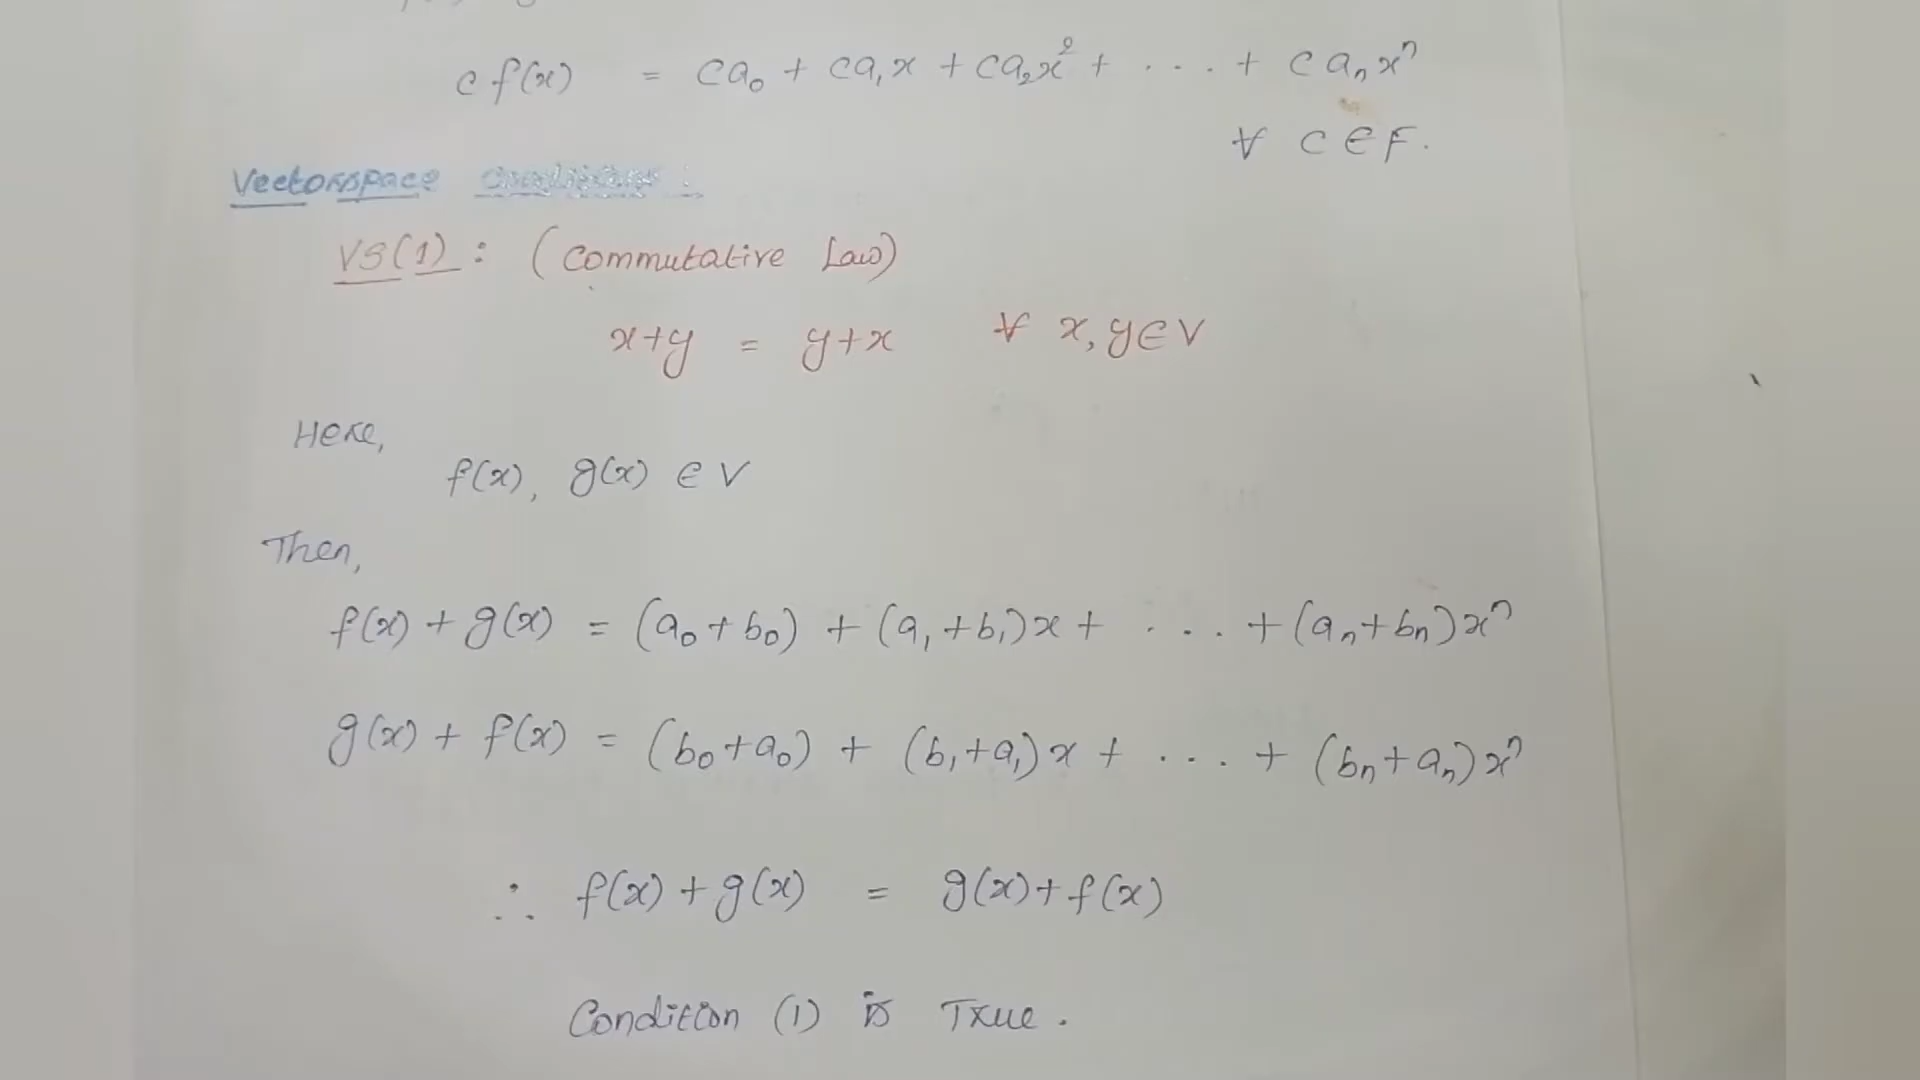 c f(x) = ca₀ + ca₁x + ca₂x² + ... + caₙxⁿ
∀ c ∈ F.
Vectorspace
VS(1) : (Commutative Law)
x+y = y+x ∀ x, y ∈ V
Here,
f(x), g(x) ∈ V
Then,
f(x) + g(x) = (a₀+b₀) + (a₁+b₁)x + ... + (aₙ+bₙ)xⁿ
g(x) + f(x) = (b₀+a₀) + (b₁+a₁)x + ... + (bₙ+aₙ)xⁿ
∴ f(x) + g(x) = g(x) + f(x)
Condition (1) is True.